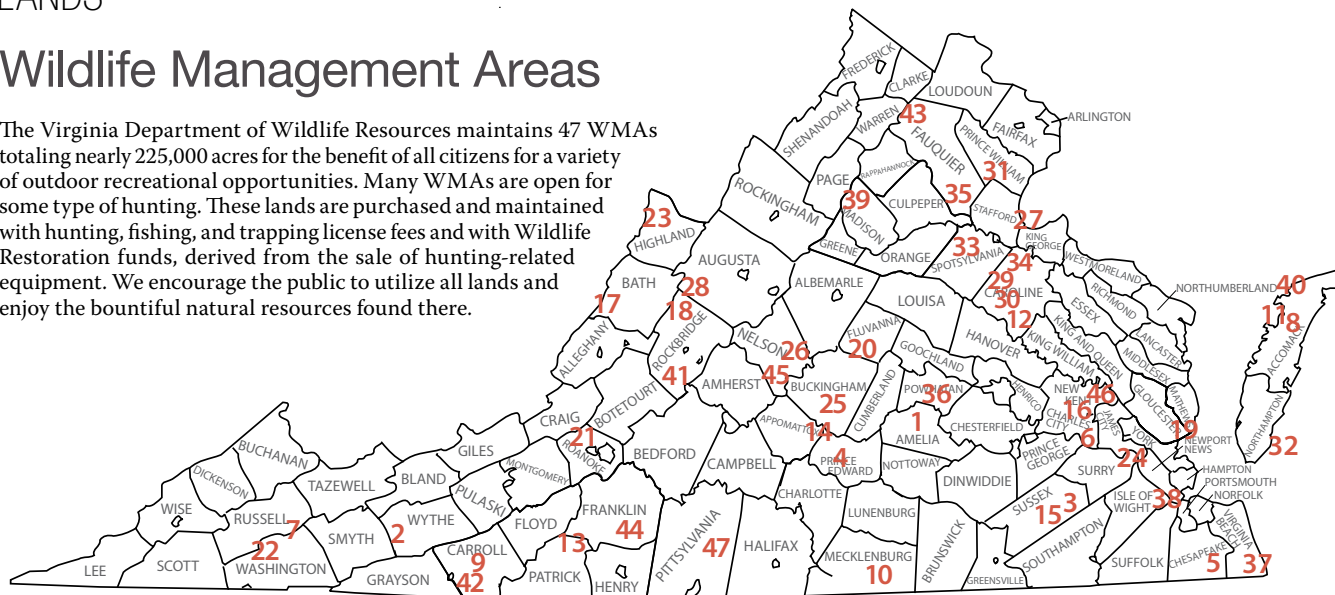 LANDS
Wildlife Management Areas
The Virginia Department of Wildlife Resources maintains 47 WMAs
totaling nearly 225,000 acres for the benefit of all citizens for a variety
of outdoor recreational opportunities. Many WMAs are open for
some type of hunting. These lands are purchased and maintained
with hunting, fishing, and trapping license fees and with Wildlife
Restoration funds, derived from the sale of hunting-related
equipment. We encourage the public to utilize all lands and
enjoy the bountiful natural resources found there.
FREDERICK
CLARKE
LOUDOUN
SHENANDOAH
WARREN
43
FAUQUIER
FAIRFAX
ARLINGTON
PRINCE WILLIAM
31
ROCKINGHAM
PAGE
RAPPAHANNOCK
39
MADISON
CULPEPER
35
STAFFORD
27
23
HIGHLAND
GREENE
ORANGE
33
SPOTSYLVANIA
KING
GEORGE
34
WESTMORELAND
AUGUSTA
BATH
28
ALBEMARLE
29
CAROLINE
30
RICHMOND
NORTHUMBERLAND
40
17
18
LOUISA
12
ESSEX
11
8
ACCOMACK
ALLEGHANY
ROCKBRIDGE
NELSON
26
FLUVANNA
20
GOOCHLAND
HANOVER
KING WILLIAM
KING AND QUEEN
LANCASTER
MIDDLESEX
41
AMHERST
45
BUCKINGHAM
25
CUMBERLAND
POWHATAN
36
HENRICO
NEW
KENT
46
GLOUCESTER
MATHEWS
BOTETOURT
CRAIG
16
CHARLES
CITY
JAMES
CITY
NORTHAMPTON
32
21
ROANOKE
APPOMATTOX
14
1
AMELIA
CHESTERFIELD
6
YORK
19
NEWPORT
NEWS
BUCHANAN
GILES
BEDFORD
CAMPBELL
4
PRINCE
EDWARD
NOTTOWAY
PRINCE
GEORGE
SURRY
24
HAMPTON
PORTSMOUTH
NORFOLK
DICKENSON
TAZEWELL
BLAND
MONTGOMERY
PULASKI
CHARLOTTE
DINWIDDIE
SUSSEX
3
15
ISLE OF
WIGHT
38
WISE
RUSSELL
7
22
WASHINGTON
SMYTH
2
WYTHE
FLOYD
FRANKLIN
44
PITTSYLVANIA
47
HALIFAX
LUNENBURG
BRUNSWICK
SOUTHAMPTON
VIRGINIA
BEACH
LEE
SCOTT
GRAYSON
CARROLL
9
42
13
PATRICK
HENRY
MECKLENBURG
10
GREENSVILLE
SUFFOLK
CHESAPEAKE
5
37